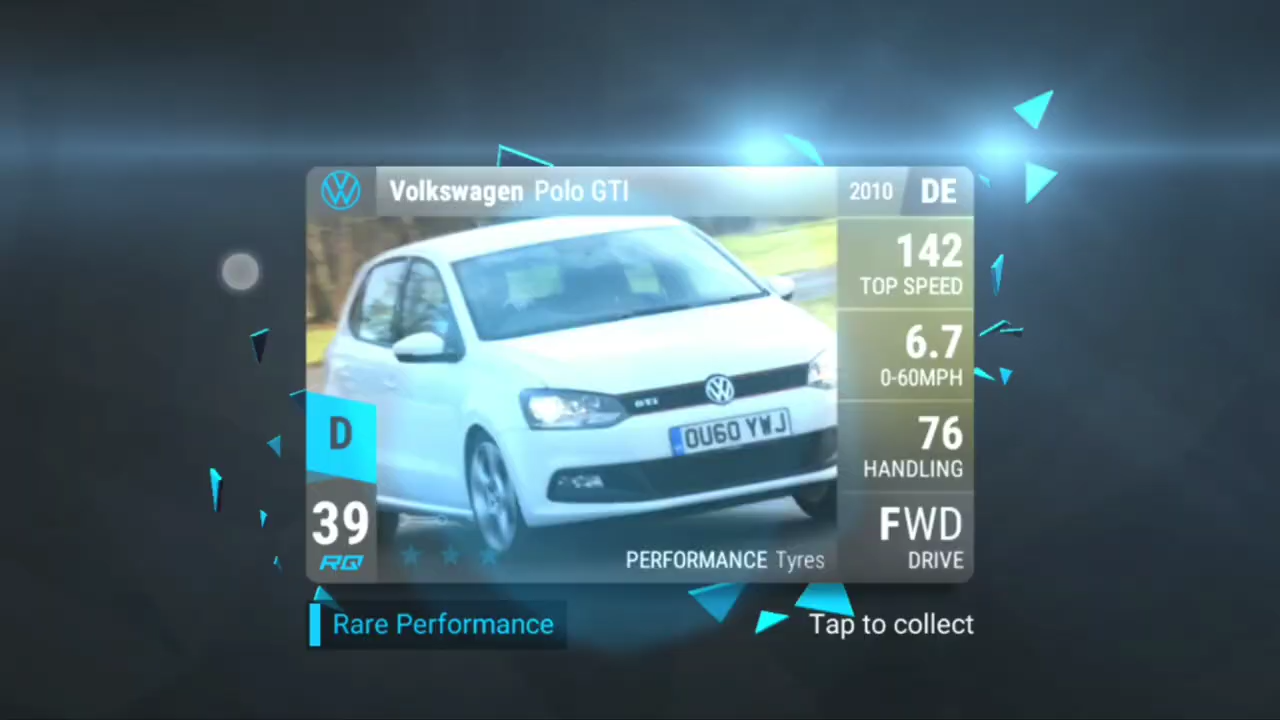 Volkswagen Polo GTI
2010 DE
142
TOP SPEED
6.7
0-60MPH
76
HANDLING
FWD
DRIVE
GTI
OU60 YWJ
D
39
RQ
PERFORMANCE Tyres
Rare Performance
Tap to collect